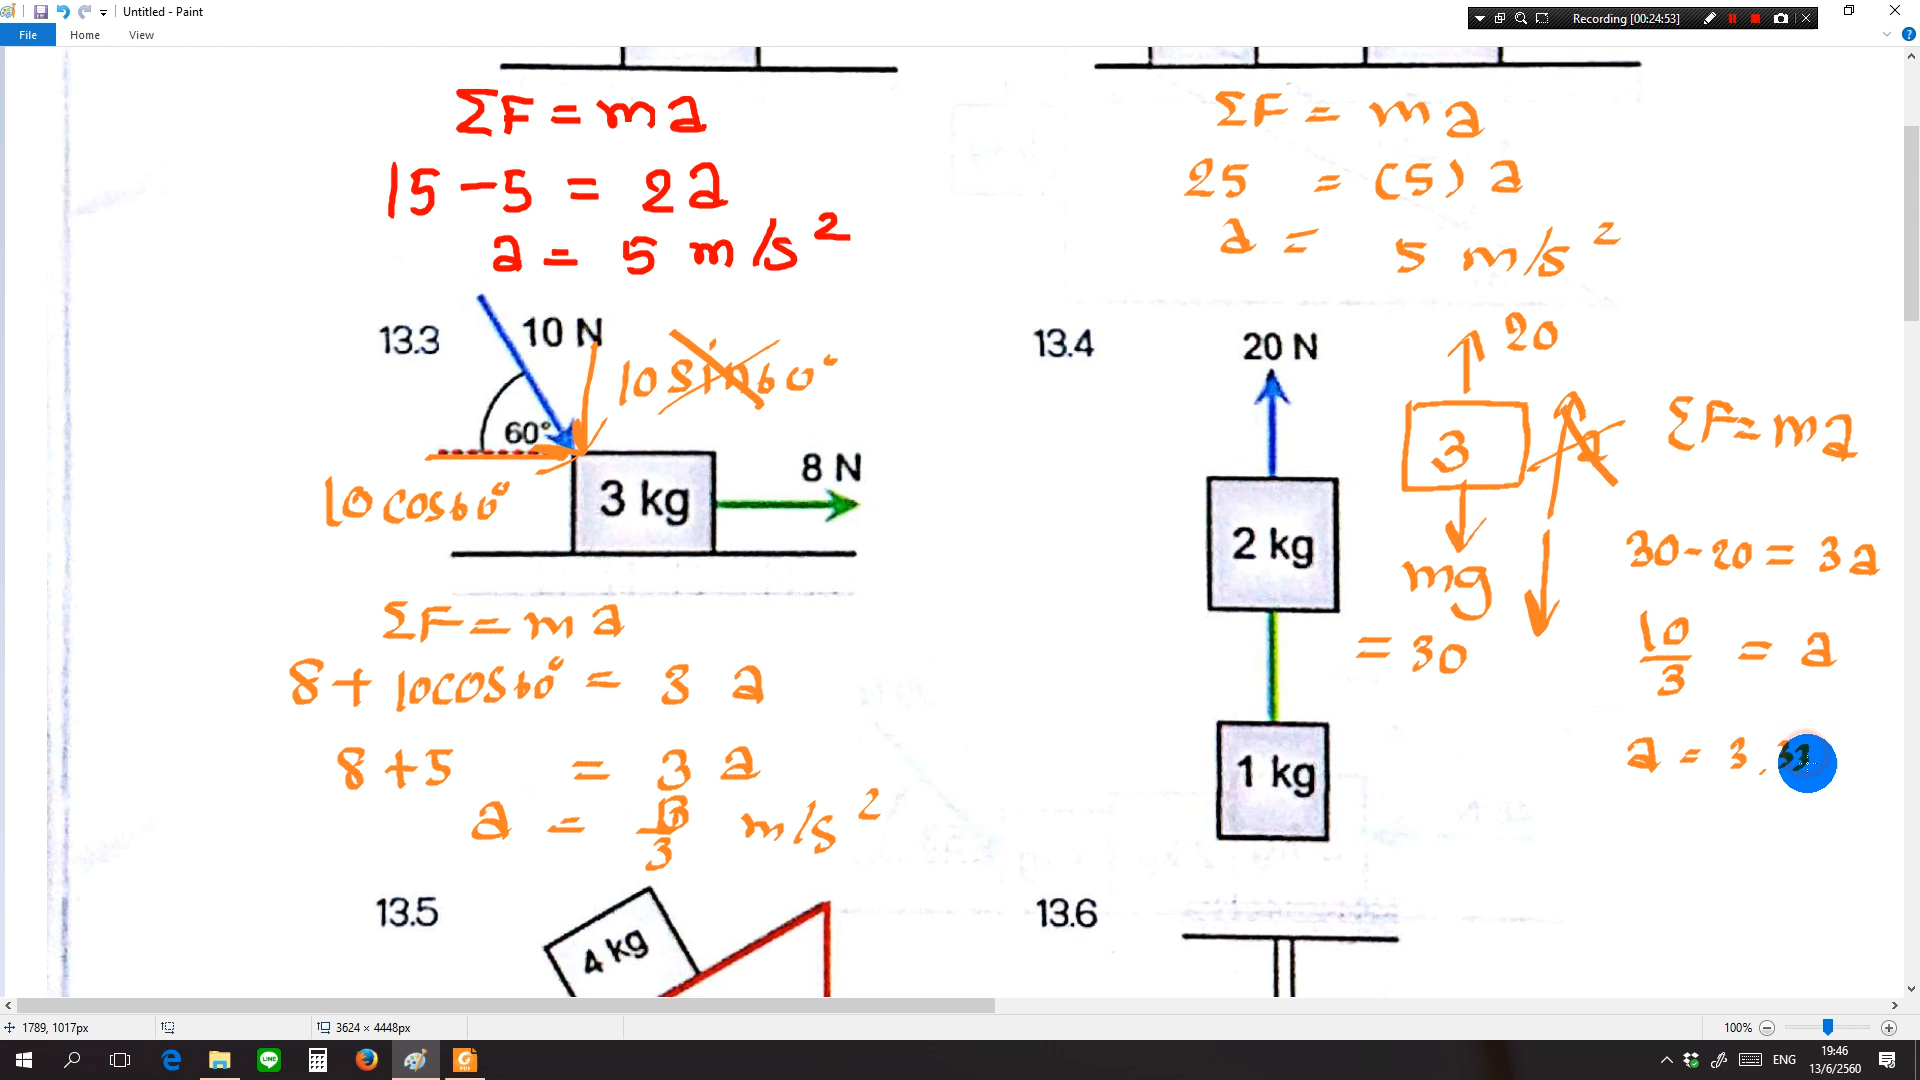 Untitled - Paint
Recording [00:24:53]
File Home View
ΣF = ma
15 - 5 = 2a
a = 5 m/s²
ΣF = ma
25 = (5) a
a = 5 m/s²
13.3
10 N
10 sin60°
60°
10 cos60°
3 kg
8 N
ΣF = ma
8 + 10cos60° = 3 a
8 + 5 = 3 a
a = 13/3 m/s²
13.4
20 N
2 kg
1 kg
20
3
mg
= 30
ΣF = ma
30 - 20 = 3a
10/3 = a
a = 3.33
13.5
4 kg
13.6
1789, 1017px
3624 × 4448px
100%
ENG
19:46
13/6/2560